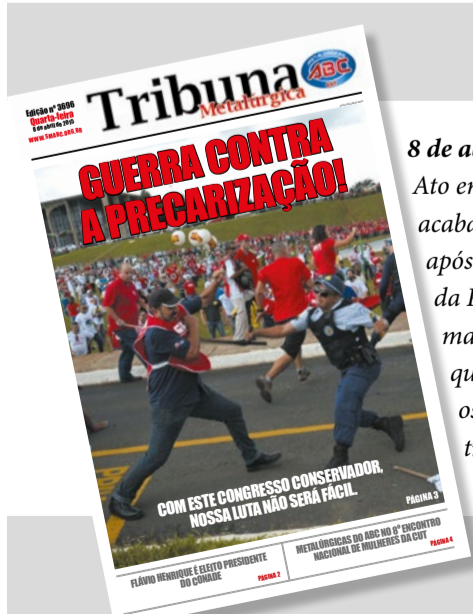 Edição nº 3696
Quarta-feira
8 de abril de 2015
www.smabc.org.br
Tribuna
Metalúrgica
ABC
GUERRA CONTRA
A PRECARIZAÇÃO!
COM ESTE CONGRESSO CONSERVADOR,
NOSSA LUTA NÃO SERÁ FÁCIL.
PÁGINA 3
FLÁVIO HENRIQUE É ELEITO PRESIDENTE
DO CONADE
PÁGINA 2
METALÚRGICAS DO ABC NO 8º ENCONTRO
NACIONAL DE MULHERES DA CUT
PÁGINA 4
8 de a
Ato e
acaba
após
da
ma
qu
os